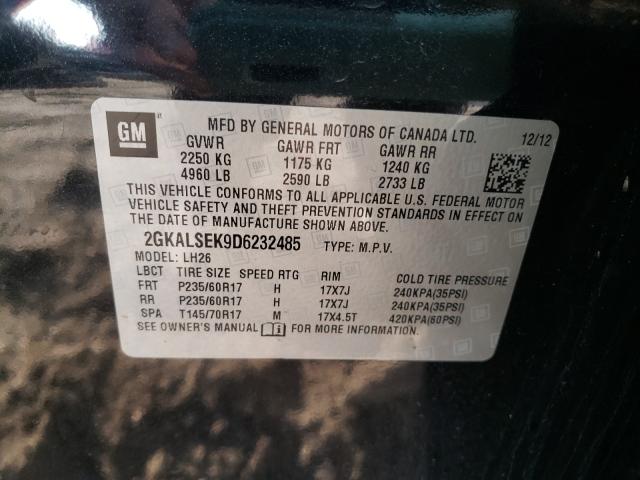 GM
MFD BY GENERAL MOTORS OF CANADA LTD. 12/12
GVWR GAWR FRT GAWR RR
2250 KG 1175 KG 1240 KG
4960 LB 2590 LB 2733 LB
THIS VEHICLE CONFORMS TO ALL APPLICABLE U.S. FEDERAL MOTOR
VEHICLE SAFETY AND THEFT PREVENTION STANDARDS IN EFFECT ON
THE DATE OF MANUFACTURE SHOWN ABOVE.
2GKALSEK9D6232485 TYPE: M.P.V.
MODEL: LH26
LBCT TIRE SIZE SPEED RTG RIM COLD TIRE PRESSURE
FRT P235/60R17 H 17X7J 240KPA(35PSI)
RR P235/60R17 H 17X7J 240KPA(35PSI)
SPA T145/70R17 M 17X4.5T 420KPA(60PSI)
SEE OWNER'S MANUAL FOR MORE INFORMATION.